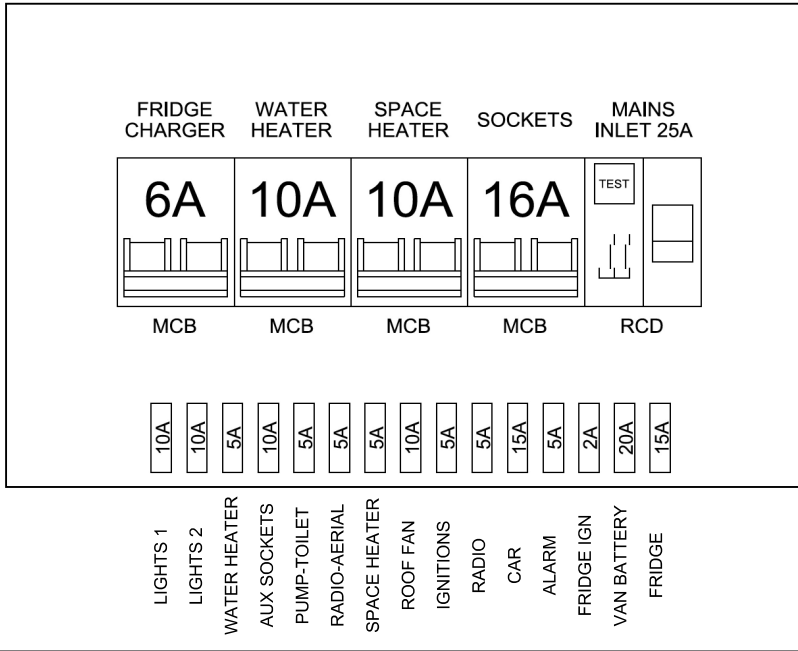 FRIDGE
CHARGER
WATER
HEATER
SPACE
HEATER
SOCKETS
MAINS
INLET 25A
6A
10A
10A
16A
TEST
MCB
MCB
MCB
MCB
RCD
10A
10A
5A
10A
5A
5A
5A
10A
5A
5A
15A
5A
2A
20A
15A
LIGHTS 1
LIGHTS 2
WATER HEATER
AUX SOCKETS
PUMP-TOILET
RADIO-AERIAL
SPACE HEATER
ROOF FAN
IGNITIONS
RADIO
CAR
ALARM
FRIDGE IGN
VAN BATTERY
FRIDGE